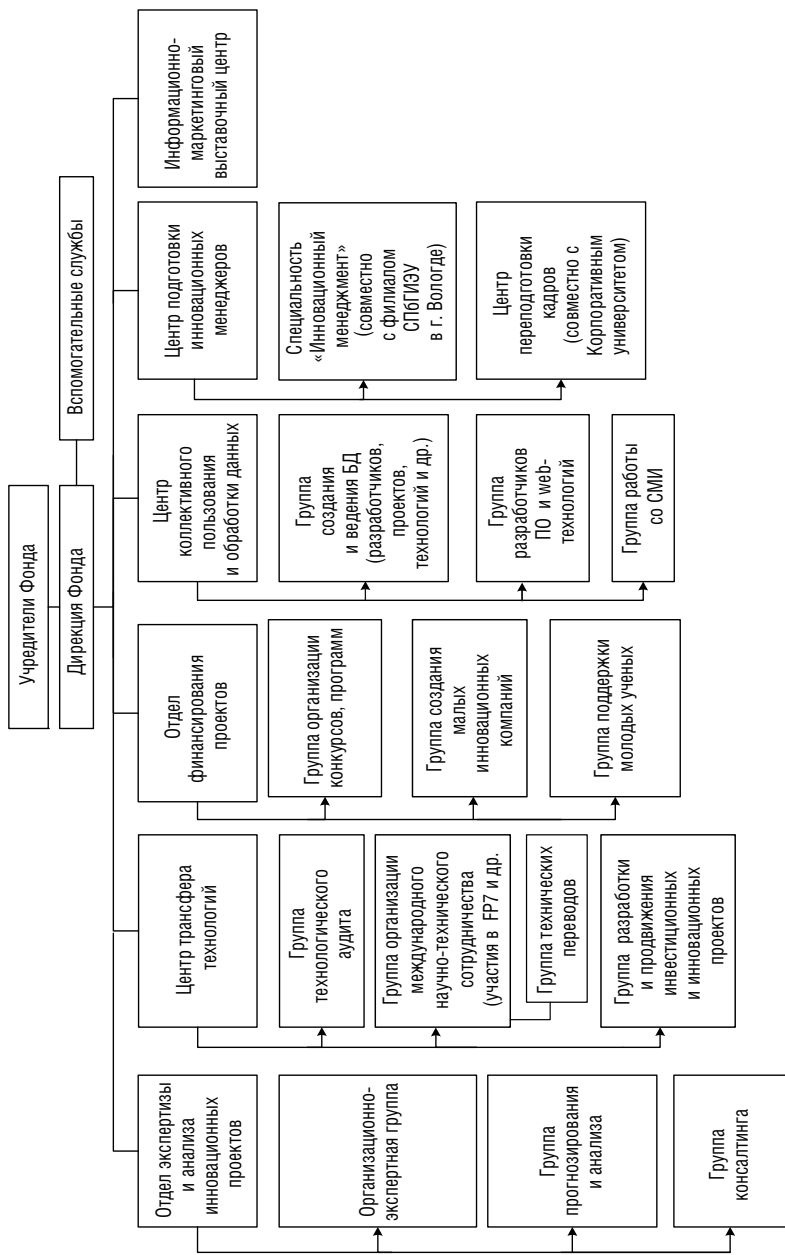 Учредители Фонда
Дирекция Фонда
Вспомогательные службы
Отдел экспертизы
и анализа
инновационных
проектов
Организационно-
экспертная группа
Группа
прогнозирования
и анализа
Группа
консалтинга
Центр трансфера
технологий
Группа
технологического
аудита
Группа организации
международного
научно-технического
сотрудничества
(участия в FP7 и др.
Группа технических
переводов
Группа разработки
и продвижения
инвестиционных
и инновационных
проектов
Отдел
финансирования
проектов
Группа организации
конкурсов, программ
Группа создания
малых
инновационных
компаний
Группа поддержки
молодых ученых
Центр
коллективного
пользования
и обработки данных
Группа
создания
и ведения БД
(разработчиков,
проектов,
технологий и др.)
Группа
разработчиков
ПО и web-
технологий
Группа работы
со СМИ
Центр подготовки
инновационных
менеджеров
Специальность
«Инновационный
менеджмент»
(совместно
с филиалом
СПбГИЭУ
в г. Вологде)
Центр
переподготовки
кадров
(совместно с
Корпоративным
университетом)
Информационно-
маркетинговый
выставочный центр